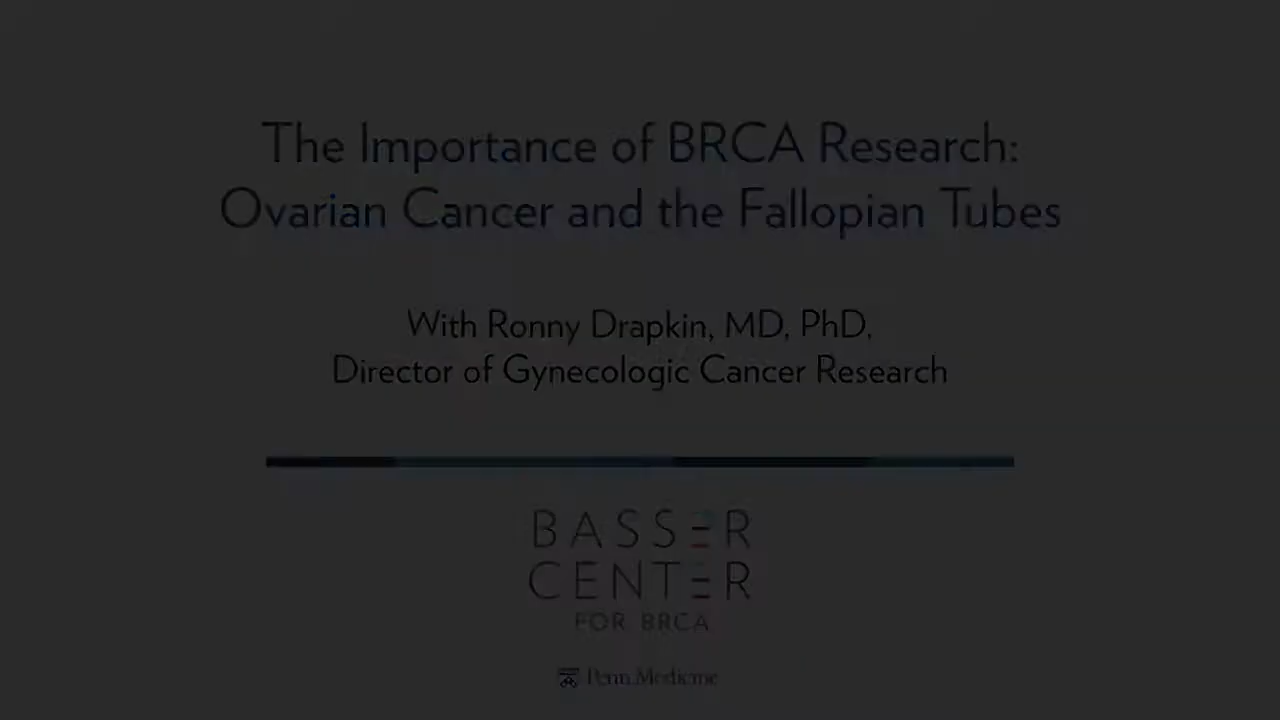 The Importance of BRCA Research:
Ovarian Cancer and the Fallopian Tubes
With Ronny Drapkin, MD, PhD,
Director of Gynecologic Cancer Research
BASSER
CENTER
FOR BRCA
Penn Medicine